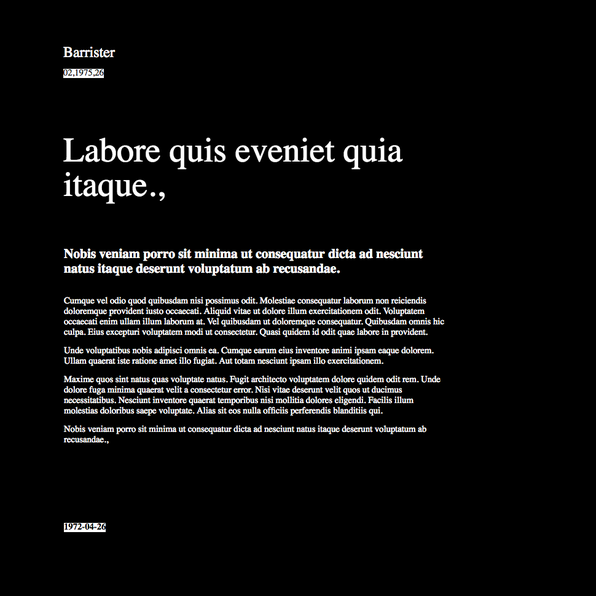 Barrister
02,1975,26
Labore quis eveniet quia
itaque.,
Nobis veniam porro sit minima ut consequatur dicta ad nesciunt
natus itaque deserunt voluptatum ab recusandae.
Cumque vel odio quod quibusdam nisi possimus odit. Molestiae consequatur laborum non reiciendis
doloremque provident iusto occaecati. Aliquid vitae ut dolore illum exercitationem odit. Voluptatem
occaecati enim ullam illum laborum at. Vel quibusdam ut doloremque consequatur. Quibusdam omnis hic
culpa. Eius excepturi voluptatem modi ut consectetur. Quasi quidem id odit quae labore in provident.
Unde voluptatibus nobis adipisci omnis ea. Cumque earum eius inventore animi ipsam eaque dolorem.
Ullam quaerat iste ratione amet illo fugiat. Aut totam nesciunt ipsam illo exercitationem.
Maxime quos sint natus quas voluptate natus. Fugit architecto voluptatem dolore quidem odit rem. Unde
dolore fuga minima quaerat velit a consectetur error. Nisi vitae deserunt velit quos ut ducimus
necessitatibus. Nesciunt inventore quaerat temporibus nisi mollitia dolores eligendi. Facilis illum
molestias doloribus saepe voluptate. Alias sit eos nulla officiis perferendis blanditiis qui.
Nobis veniam porro sit minima ut consequatur dicta ad nesciunt natus itaque deserunt voluptatum ab
recusandae.,
1972-04-26